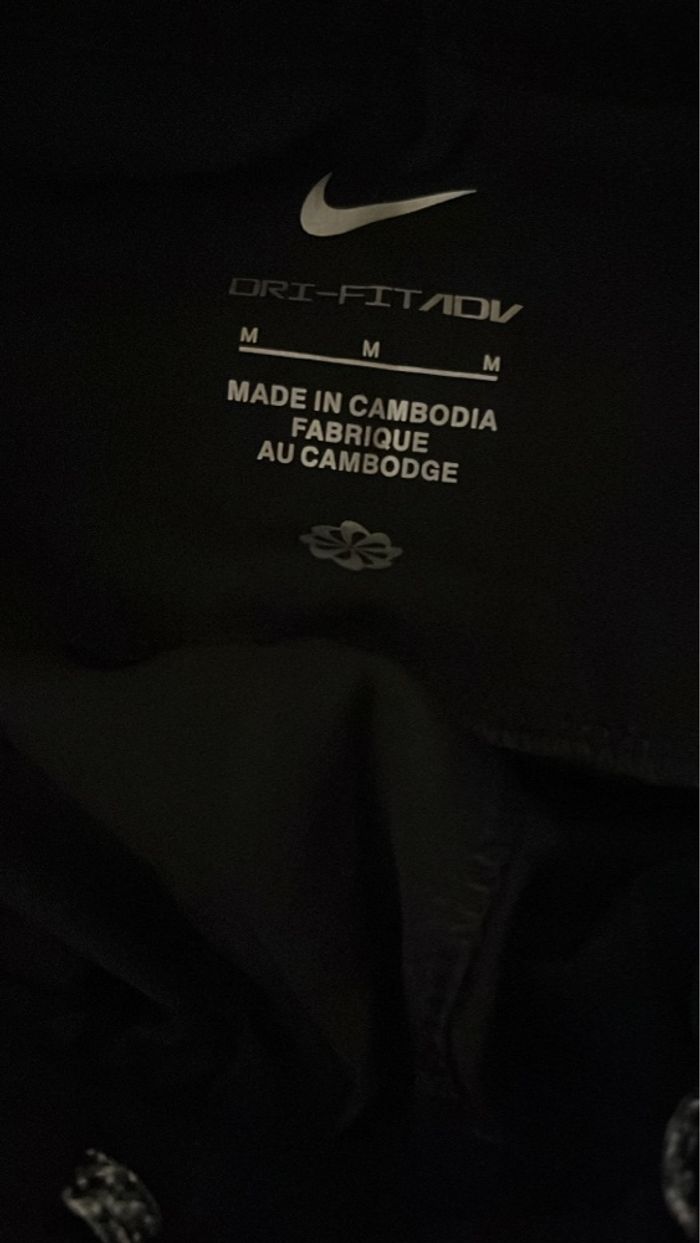 DRI-FIT ADV
M M M
MADE IN CAMBODIA
FABRIQUE
AU CAMBODGE